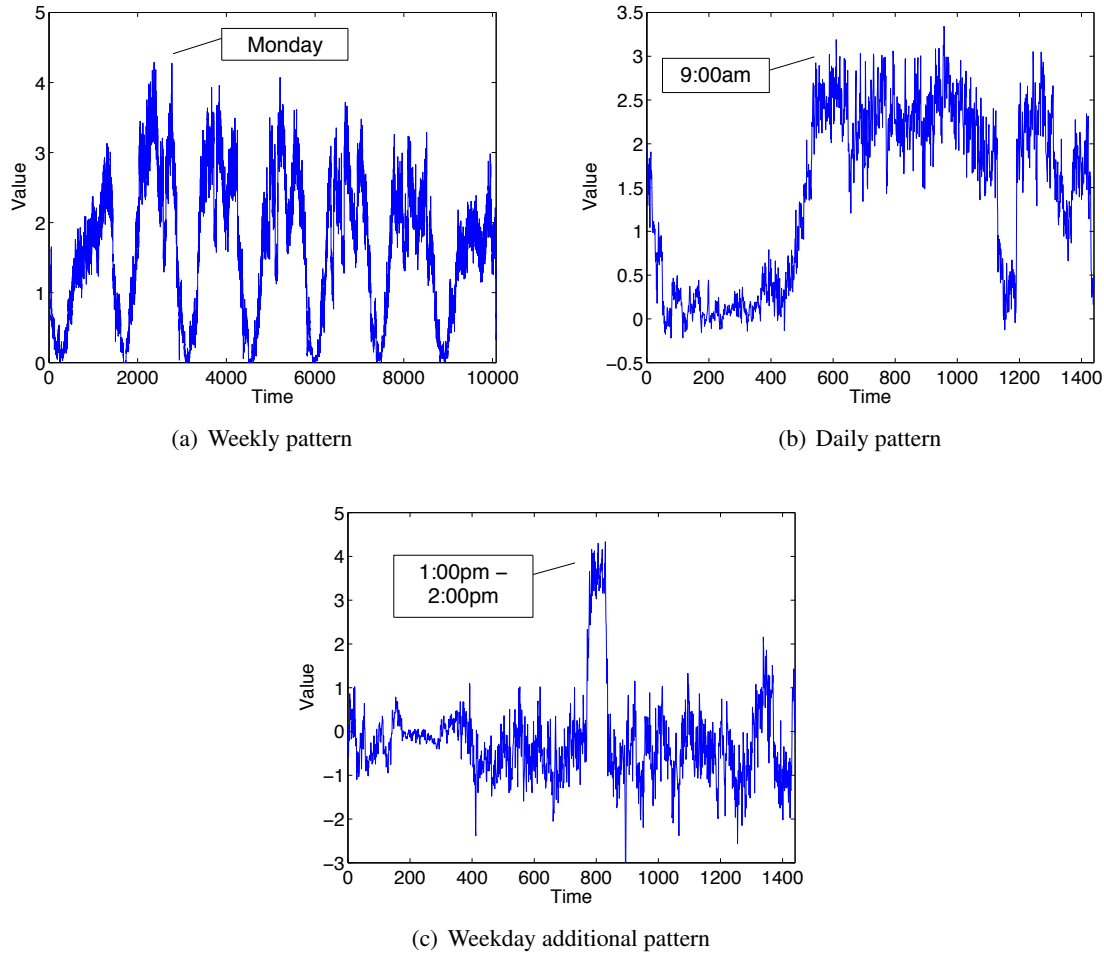 5
4
3
2
1
0
Value
Monday
0 2000 4000 6000 8000 10000
Time
(a) Weekly pattern
3.5
3
2.5
2
1.5
1
0.5
0
−0.5
Value
9:00am
0 200 400 600 800 1000 1200 1400
Time
(b) Daily pattern
5
4
3
2
1
0
−1
−2
−3
Value
1:00pm –
2:00pm
0 200 400 600 800 1000 1200 1400
Time
(c) Weekday additional pattern